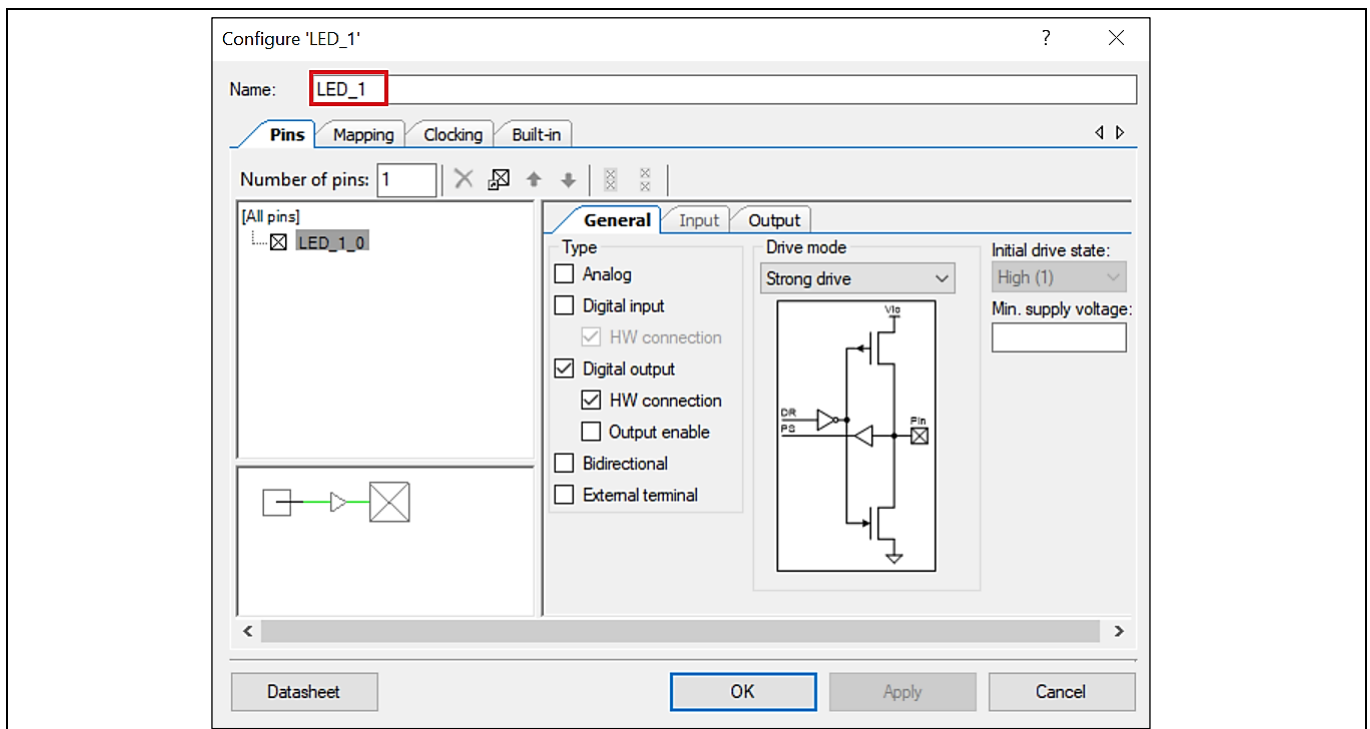 Configure 'LED_1'
?
Name: LED_1
Pins Mapping Clocking Built-in
Number of pins: 1
[All pins]
LED_1_0
General Input Output
Type
Analog
Digital input
HW connection
Digital output
HW connection
Output enable
Bidirectional
External terminal
Drive mode
Strong drive
Vio
DR
PS
Pin
Initial drive state:
High (1)
Min. supply voltage:
Datasheet OK Apply Cancel